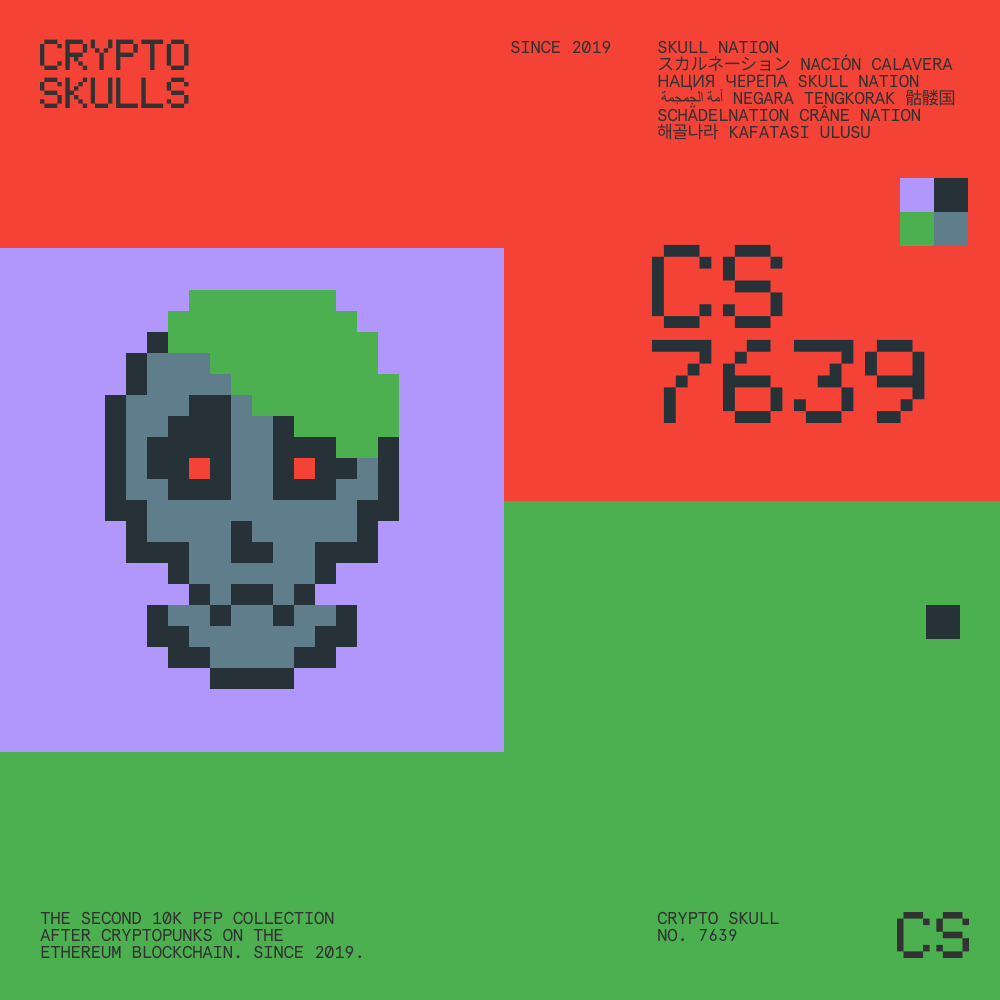 CRYPTO
SKULLS
SINCE 2019
SKULL NATION
スカルネーション NACIÓN CALAVERA
НАЦИЯ ЧЕРЕПА SKULL NATION
أمة الجمجمة NEGARA TENGKORAK 骷髅国
SCHÄDELNATION CRÂNE NATION
해골나라 KAFATASI ULUSU
CS
7639
THE SECOND 10K PFP COLLECTION
AFTER CRYPTOPUNKS ON THE
ETHEREUM BLOCKCHAIN. SINCE 2019.
CRYPTO SKULL
NO. 7639
CS